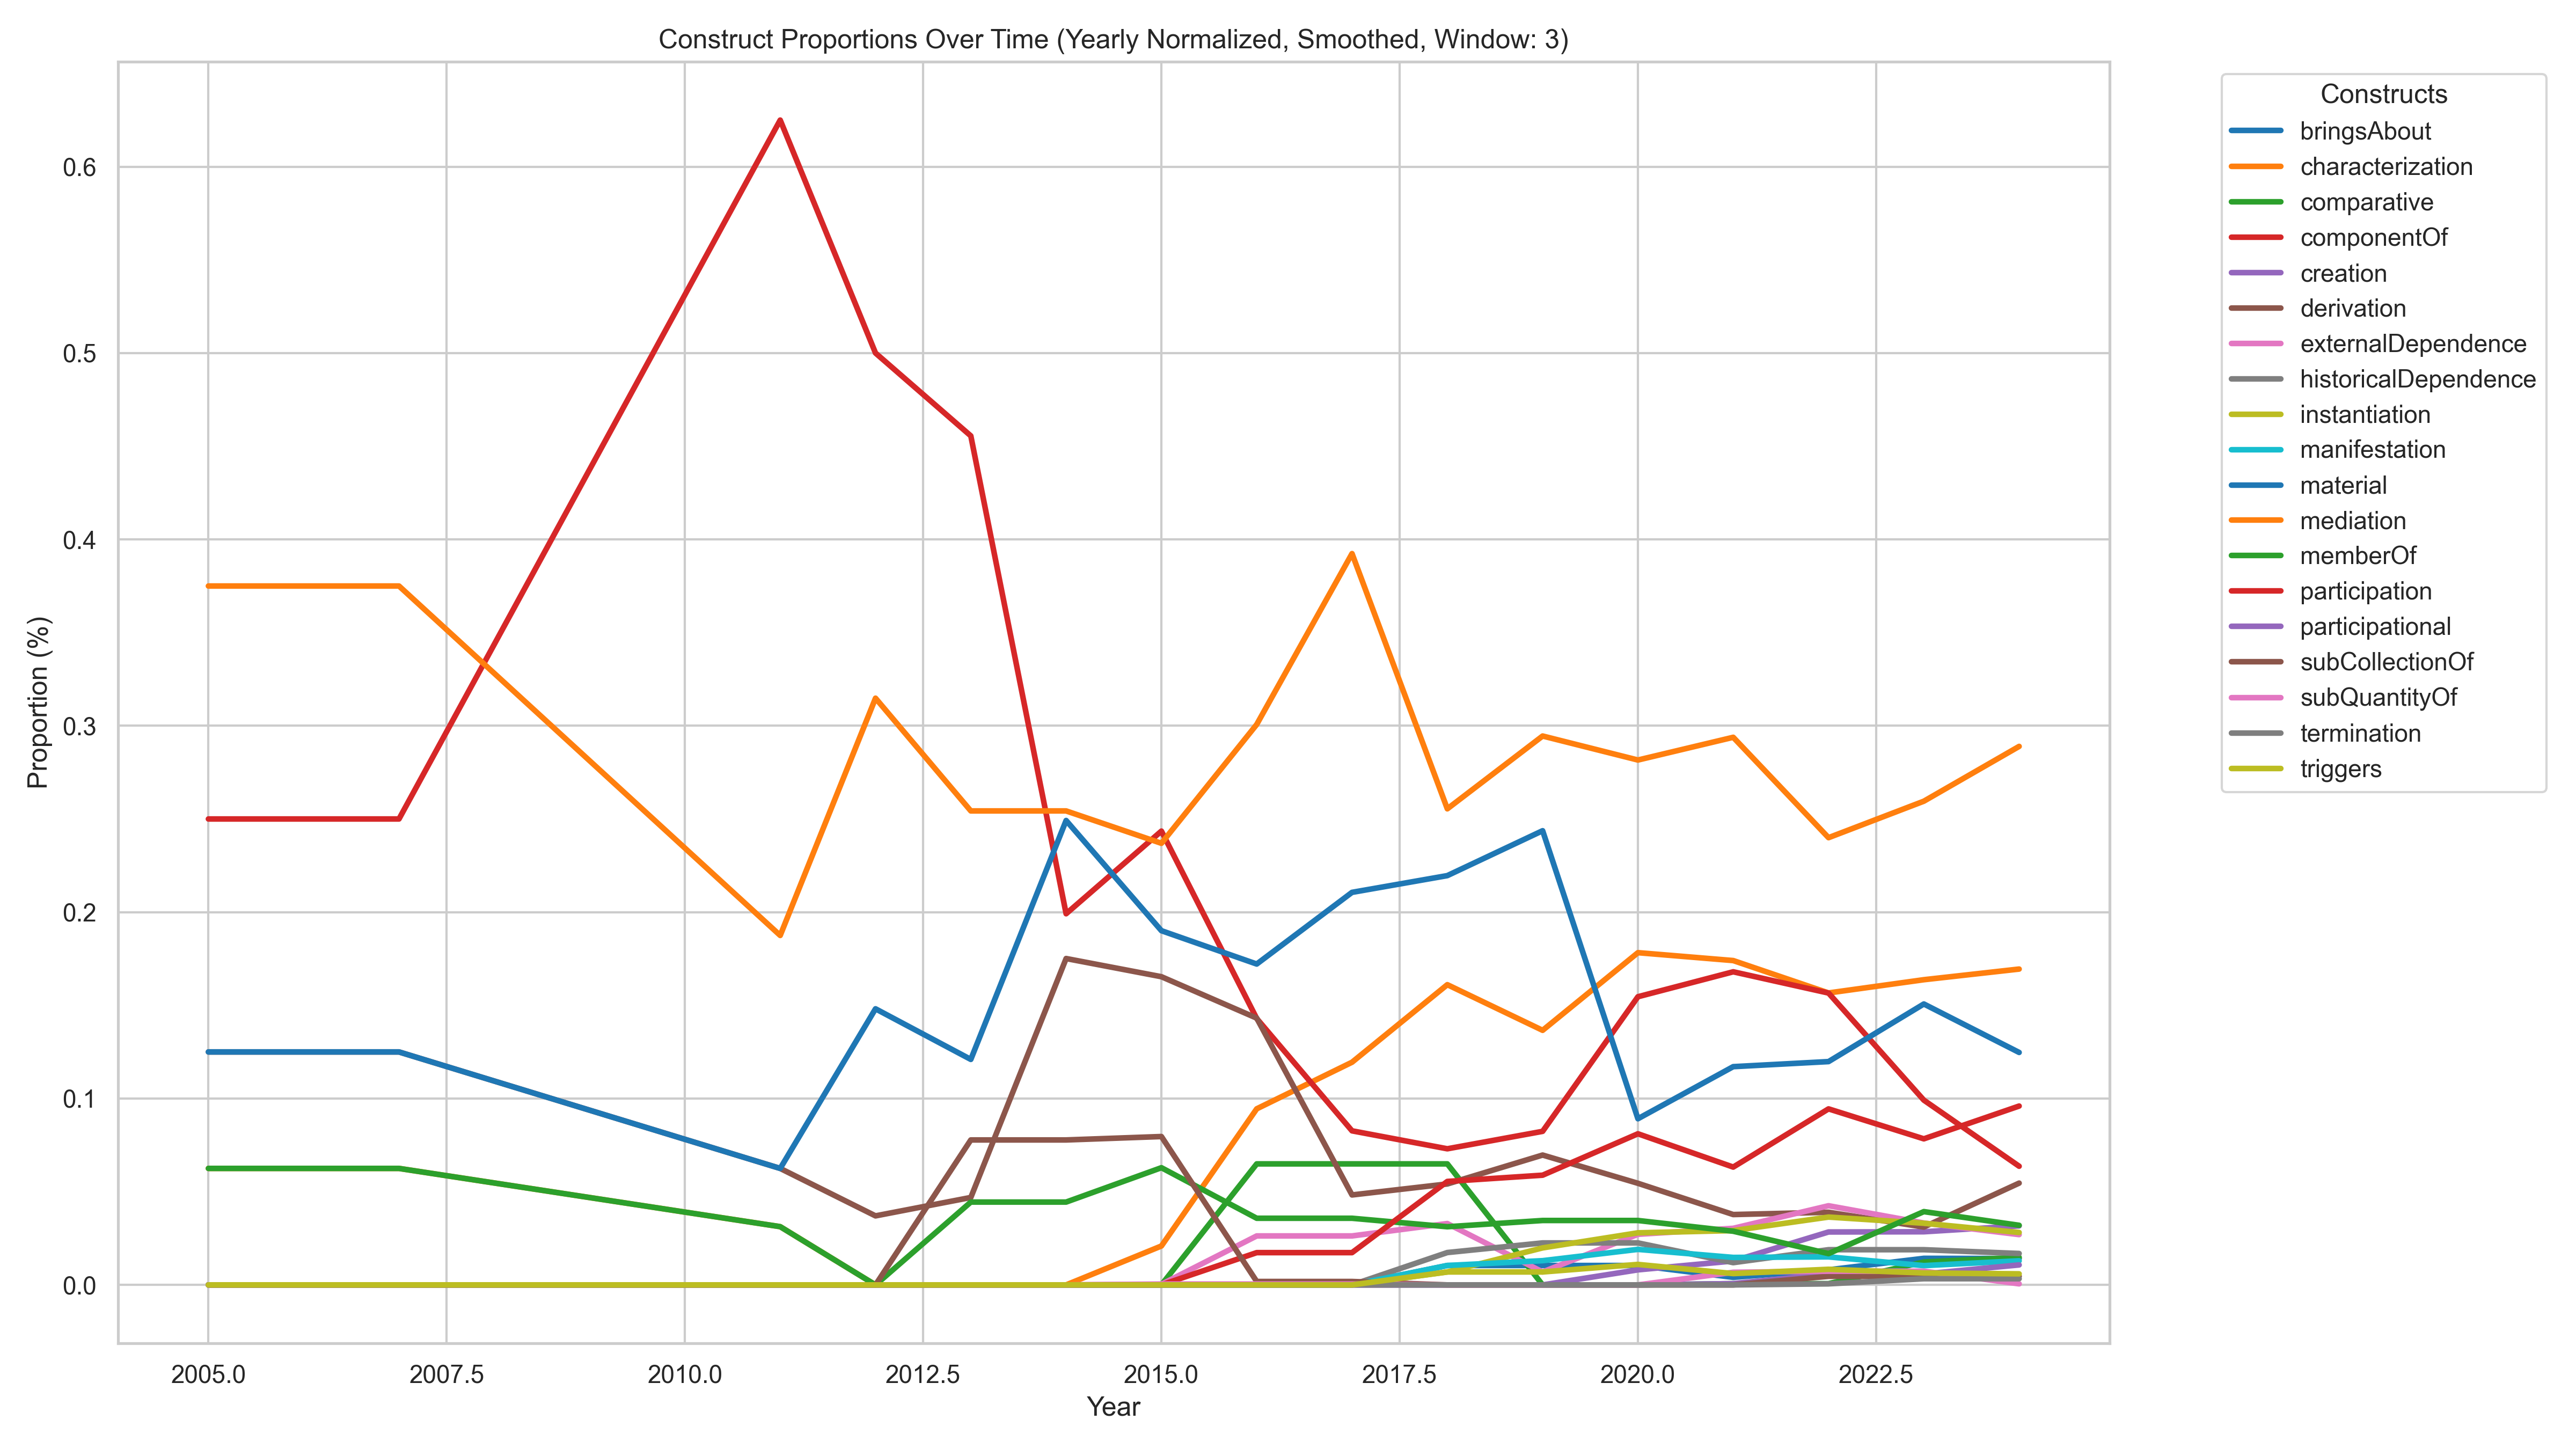 Construct Proportions Over Time (Yearly Normalized, Smoothed, Window: 3)
Proportion (%)
0.6
0.5
0.4
0.3
0.2
0.1
0.0
2005.0 2007.5 2010.0 2012.5 2015.0 2017.5 2020.0 2022.5
Year
Constructs
bringsAbout
characterization
comparative
componentOf
creation
derivation
externalDependence
historicalDependence
instantiation
manifestation
material
mediation
memberOf
participation
participational
subCollectionOf
subQuantityOf
termination
triggers